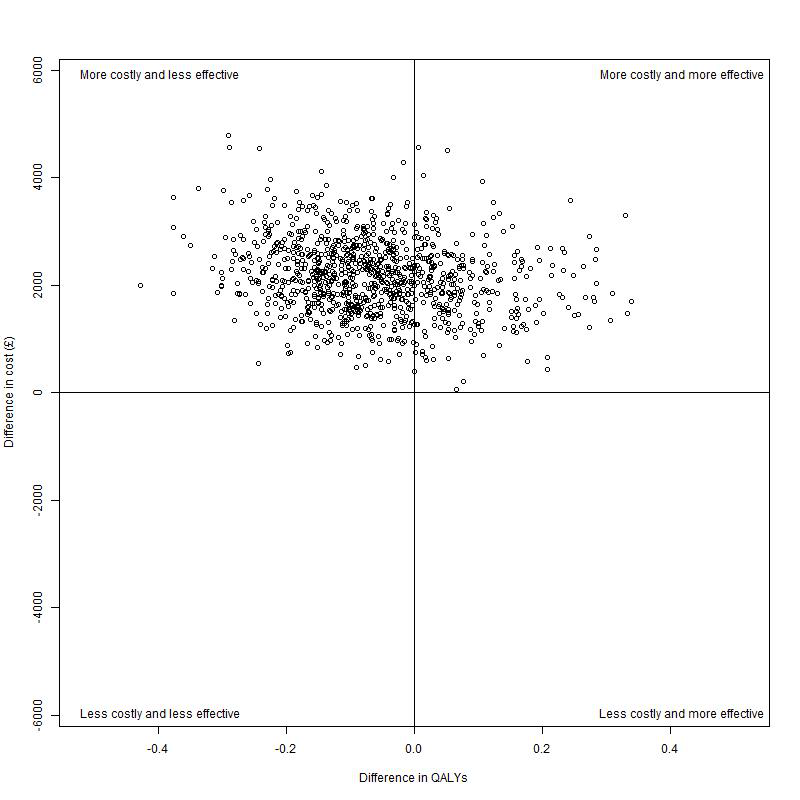 More costly and less effective
More costly and more effective
6000
4000
2000
0
-2000
-4000
-6000
Difference in cost (£)
Less costly and less effective
Less costly and more effective
-0.4
-0.2
0.0
0.2
0.4
Difference in QALYs